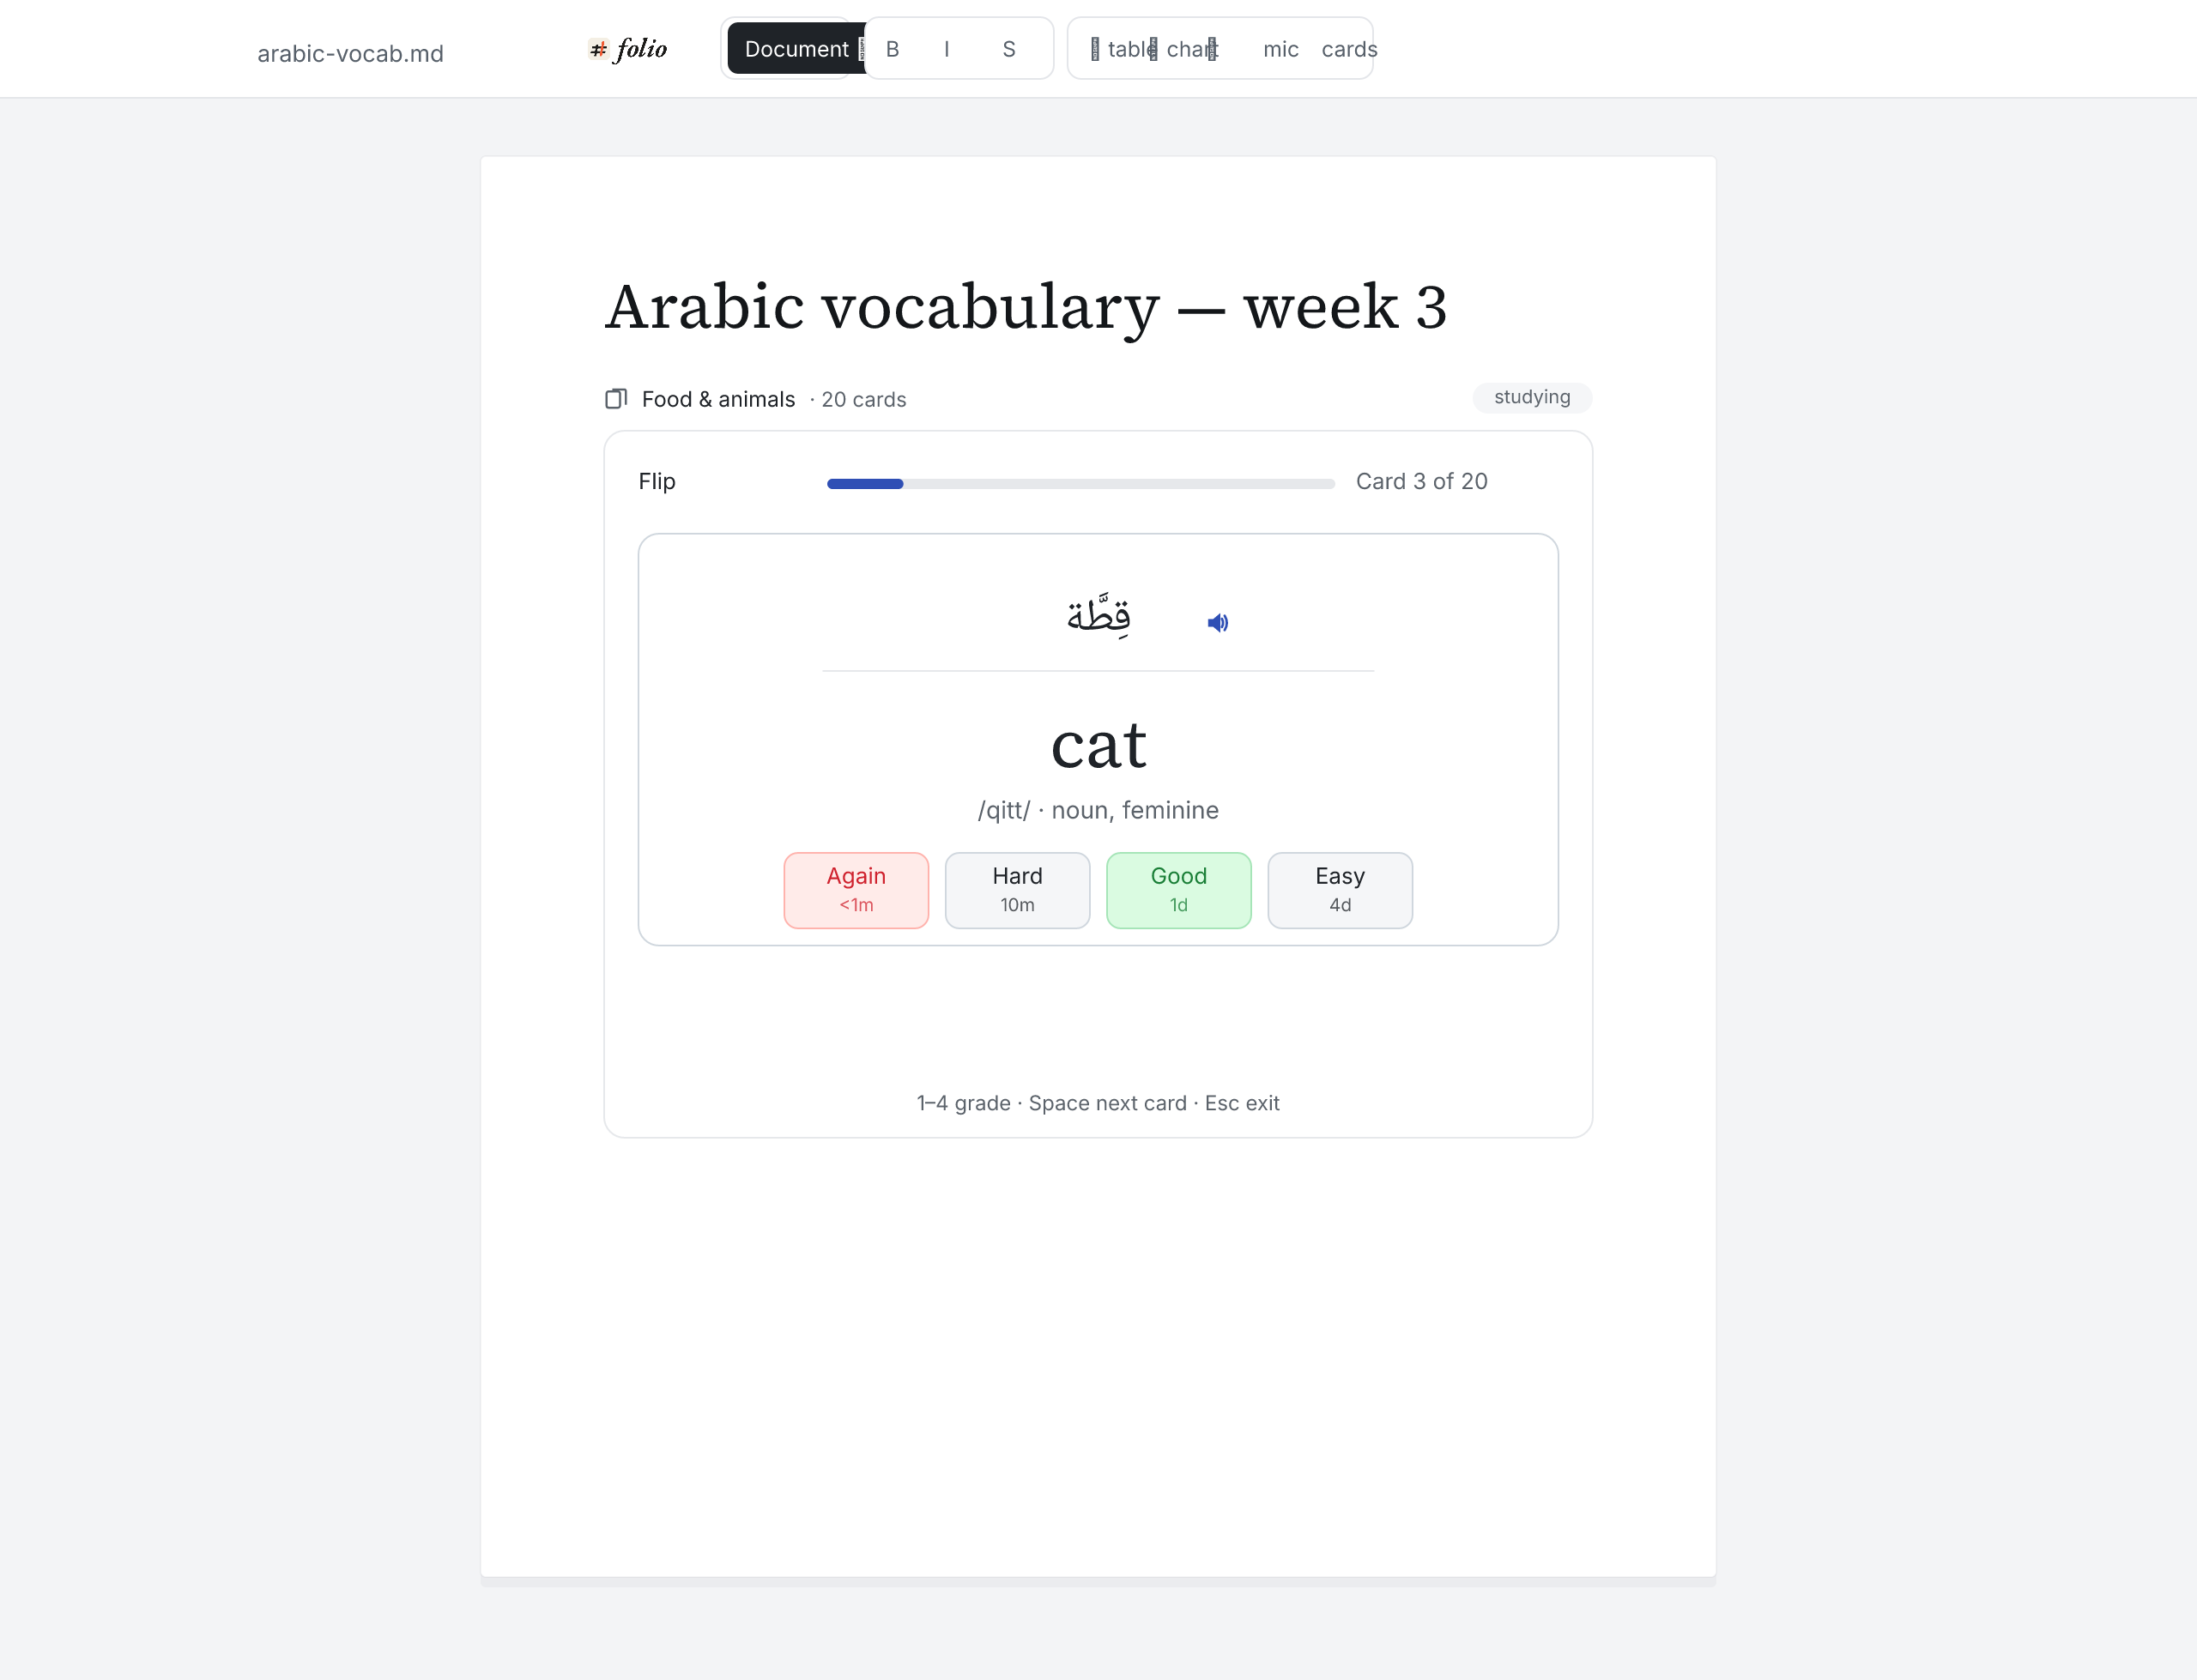 arabic-vocab.md
# folio
Document
B I S
table chart mic cards
Arabic vocabulary — week 3
Food & animals · 20 cards
studying
Flip
Card 3 of 20
قِطَّة
cat
/qitt/ · noun, feminine
Again Hard Good Easy
<1m 10m 1d 4d
1–4 grade · Space next card · Esc exit